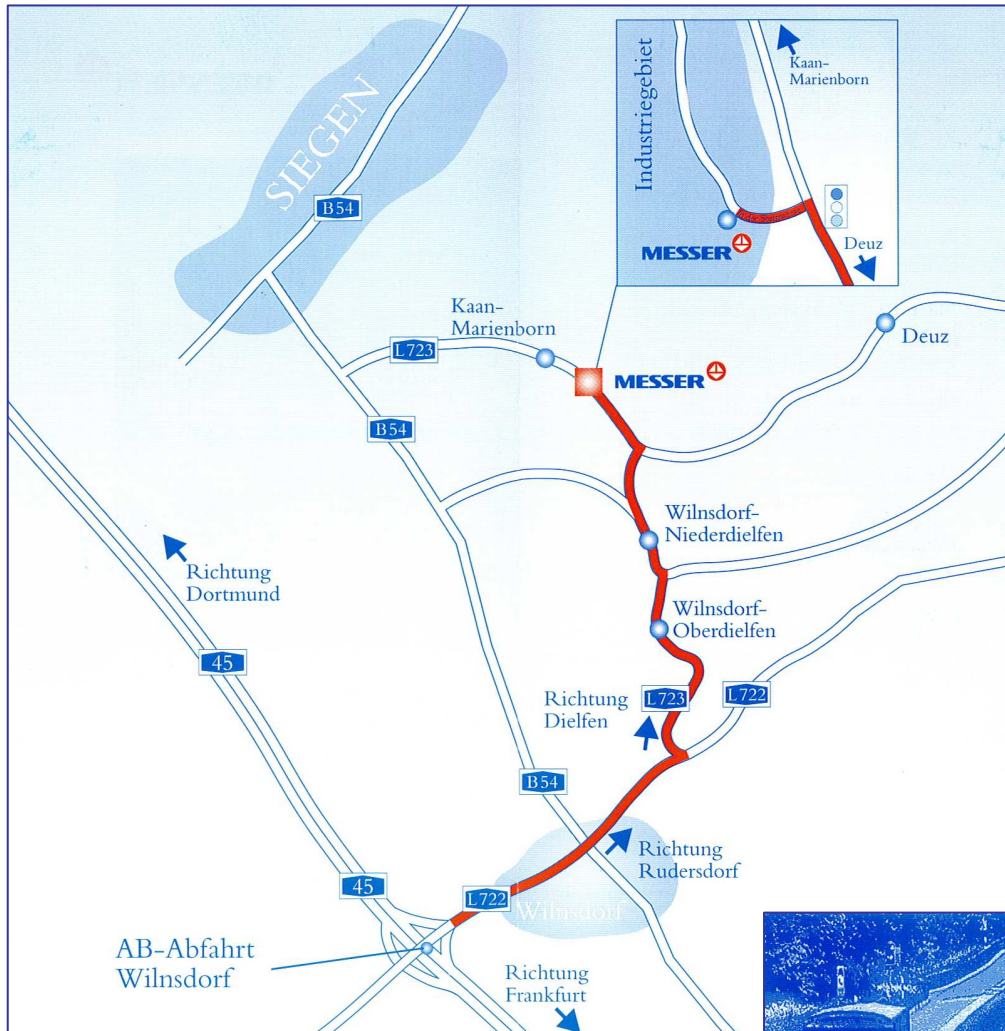 SIEGEN
B54
Industriegebiet
Kaan-
Marienborn
MESSER
Deuz
Kaan-
Marienborn
L723
MESSER
Deuz
B54
Wilnsdorf-
Niederdielfen
Richtung
Dortmund
Wilnsdorf-
Oberdielfen
45
Richtung
Dielfen
L723
L722
B54
Richtung
Rudersdorf
45
L722
Wilnsdorf
AB-Abfahrt
Wilnsdorf
Richtung
Frankfurt